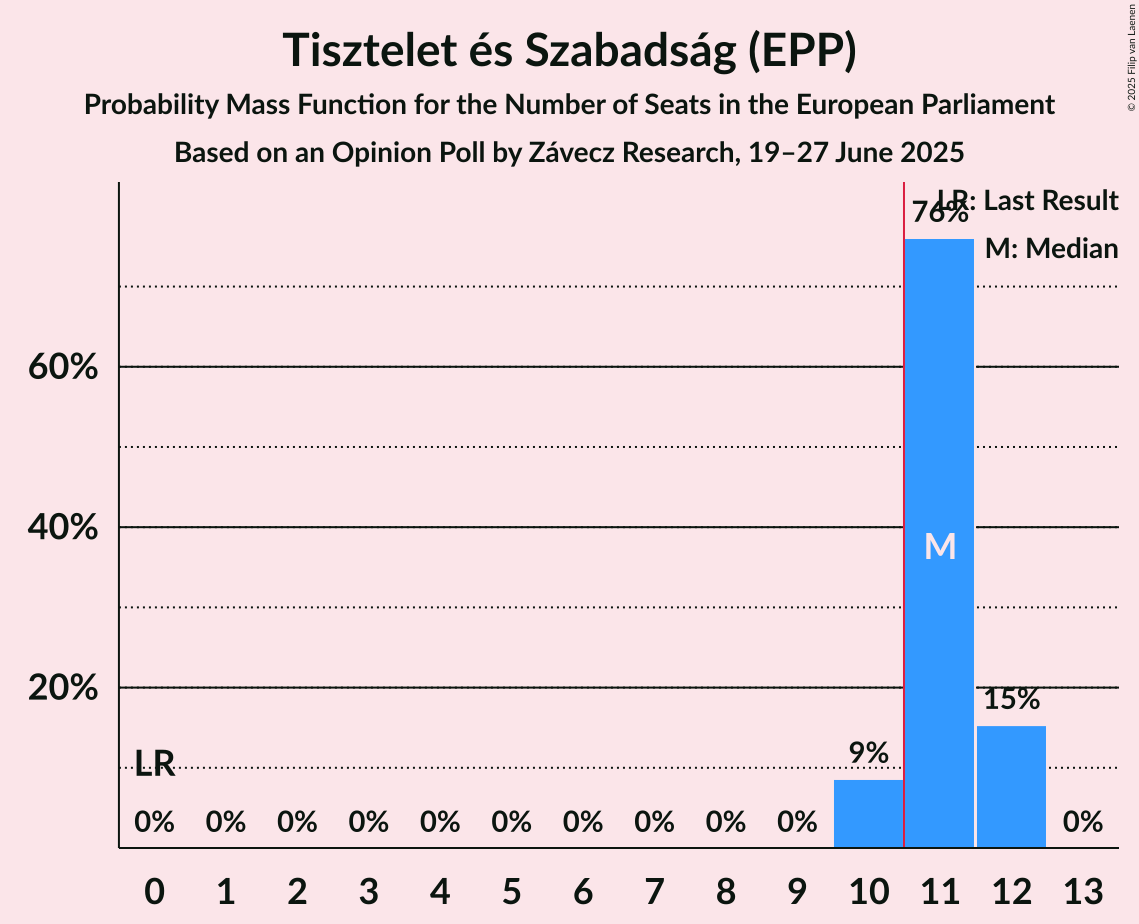 Tisztelet és Szabadság (EPP)
Probability Mass Function for the Number of Seats in the European Parliament
Based on an Opinion Poll by Závecz Research, 19–27 June 2025
© 2025 Filip van Laenen
LR: Last Result
M: Median
76%
60%
40%
20%
M
15%
9%
LR
0% 0% 0% 0% 0% 0% 0% 0% 0% 0% 0%
0 1 2 3 4 5 6 7 8 9 10 11 12 13